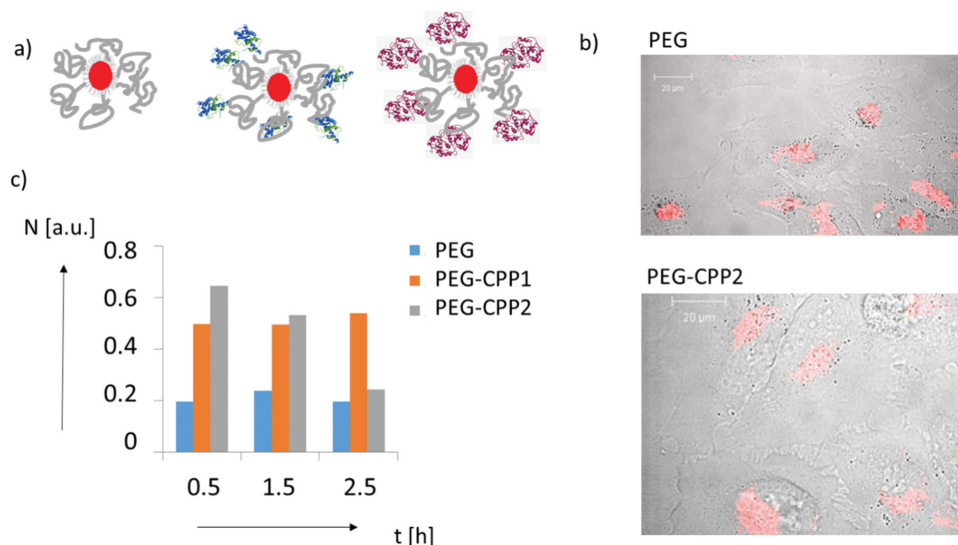 a)
b)
PEG
20 µm
c)
N [a.u.]
0.8
0.6
0.4
0.2
0
PEG
PEG-CPP1
PEG-CPP2
0.5 1.5 2.5
t [h]
PEG-CPP2
20 µm